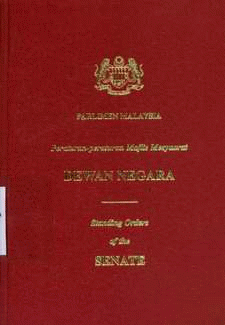 PARLIMEN MALAYSIA
Peraturan-peraturan Majlis Mesyuarat
DEWAN NEGARA
Standing Orders
of the
SENATE